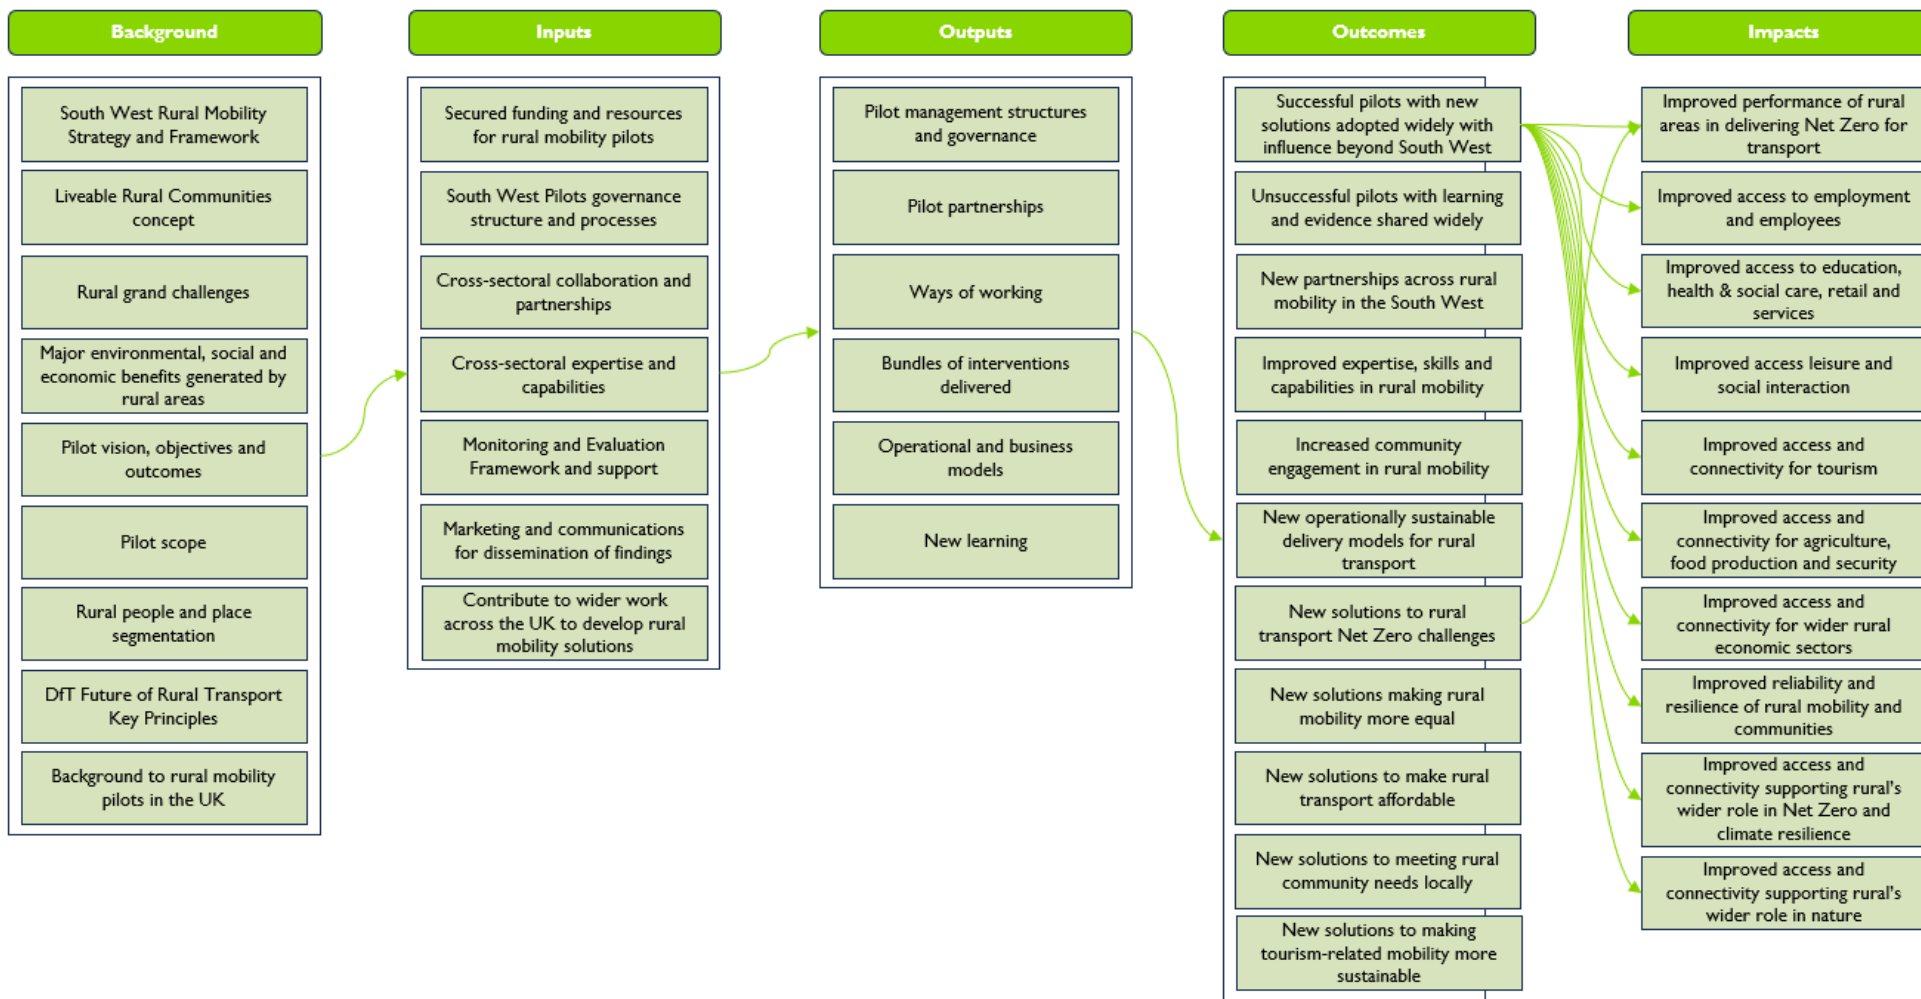 Background
South West Rural Mobility
Strategy and Framework
Liveable Rural Communities
concept
Rural grand challenges
Major environmental, social and
economic benefits generated by
rural areas
Pilot vision, objectives and
outcomes
Pilot scope
Rural people and place
segmentation
DfT Future of Rural Transport
Key Principles
Background to rural mobility
pilots in the UK
Inputs
Secured funding and resources
for rural mobility pilots
South West Pilots governance
structure and processes
Cross-sectoral collaboration and
partnerships
Cross-sectoral expertise and
capabilities
Monitoring and Evaluation
Framework and support
Marketing and communications
for dissemination of findings
Contribute to wider work
across the UK to develop rural
mobility solutions
Outputs
Pilot management structures
and governance
Pilot partnerships
Ways of working
Bundles of interventions
delivered
Operational and business
models
New learning
Outcomes
Successful pilots with new
solutions adopted widely with
influence beyond South West
Unsuccessful pilots with learning
and evidence shared widely
New partnerships across rural
mobility in the South West
Improved expertise, skills and
capabilities in rural mobility
Increased community
engagement in rural mobility
New operationally sustainable
delivery models for rural
transport
New solutions to rural
transport Net Zero challenges
New solutions making rural
mobility more equal
New solutions to make rural
transport affordable
New solutions to meeting rural
community needs locally
New solutions to making
tourism-related mobility more
sustainable
Impacts
Improved performance of rural
areas in delivering Net Zero for
transport
Improved access to employment
and employees
Improved access to education,
health & social care, retail and
services
Improved access leisure and
social interaction
Improved access and
connectivity for tourism
Improved access and
connectivity for agriculture,
food production and security
Improved access and
connectivity for wider rural
economic sectors
Improved reliability and
resilience of rural mobility and
communities
Improved access and
connectivity supporting rural's
wider role in Net Zero and
climate resilience
Improved access and
connectivity supporting rural's
wider role in nature